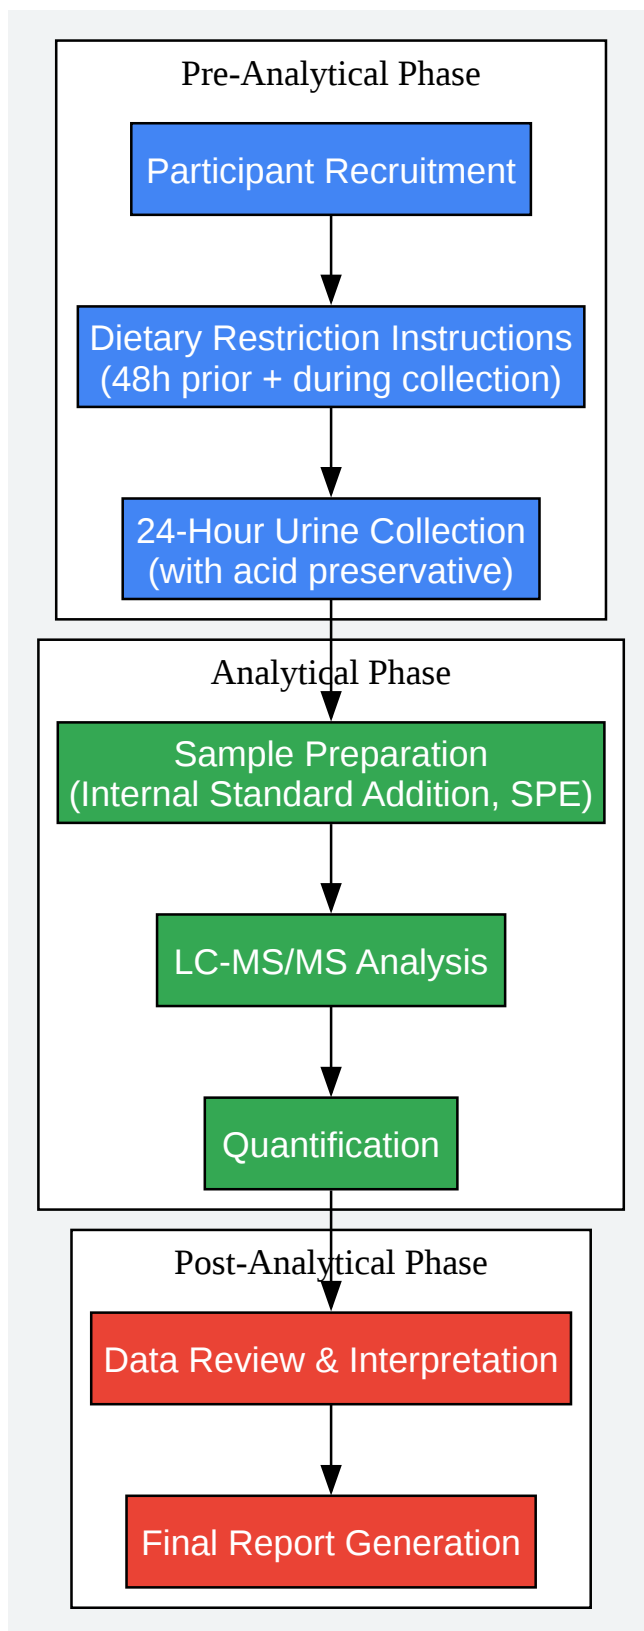 Pre-Analytical Phase
Participant Recruitment
Dietary Restriction Instructions
(48h prior + during collection)
24-Hour Urine Collection
(with acid preservative)
Analytical Phase
Sample Preparation
(Internal Standard Addition, SPE)
LC-MS/MS Analysis
Quantification
Post-Analytical Phase
Data Review & Interpretation
Final Report Generation